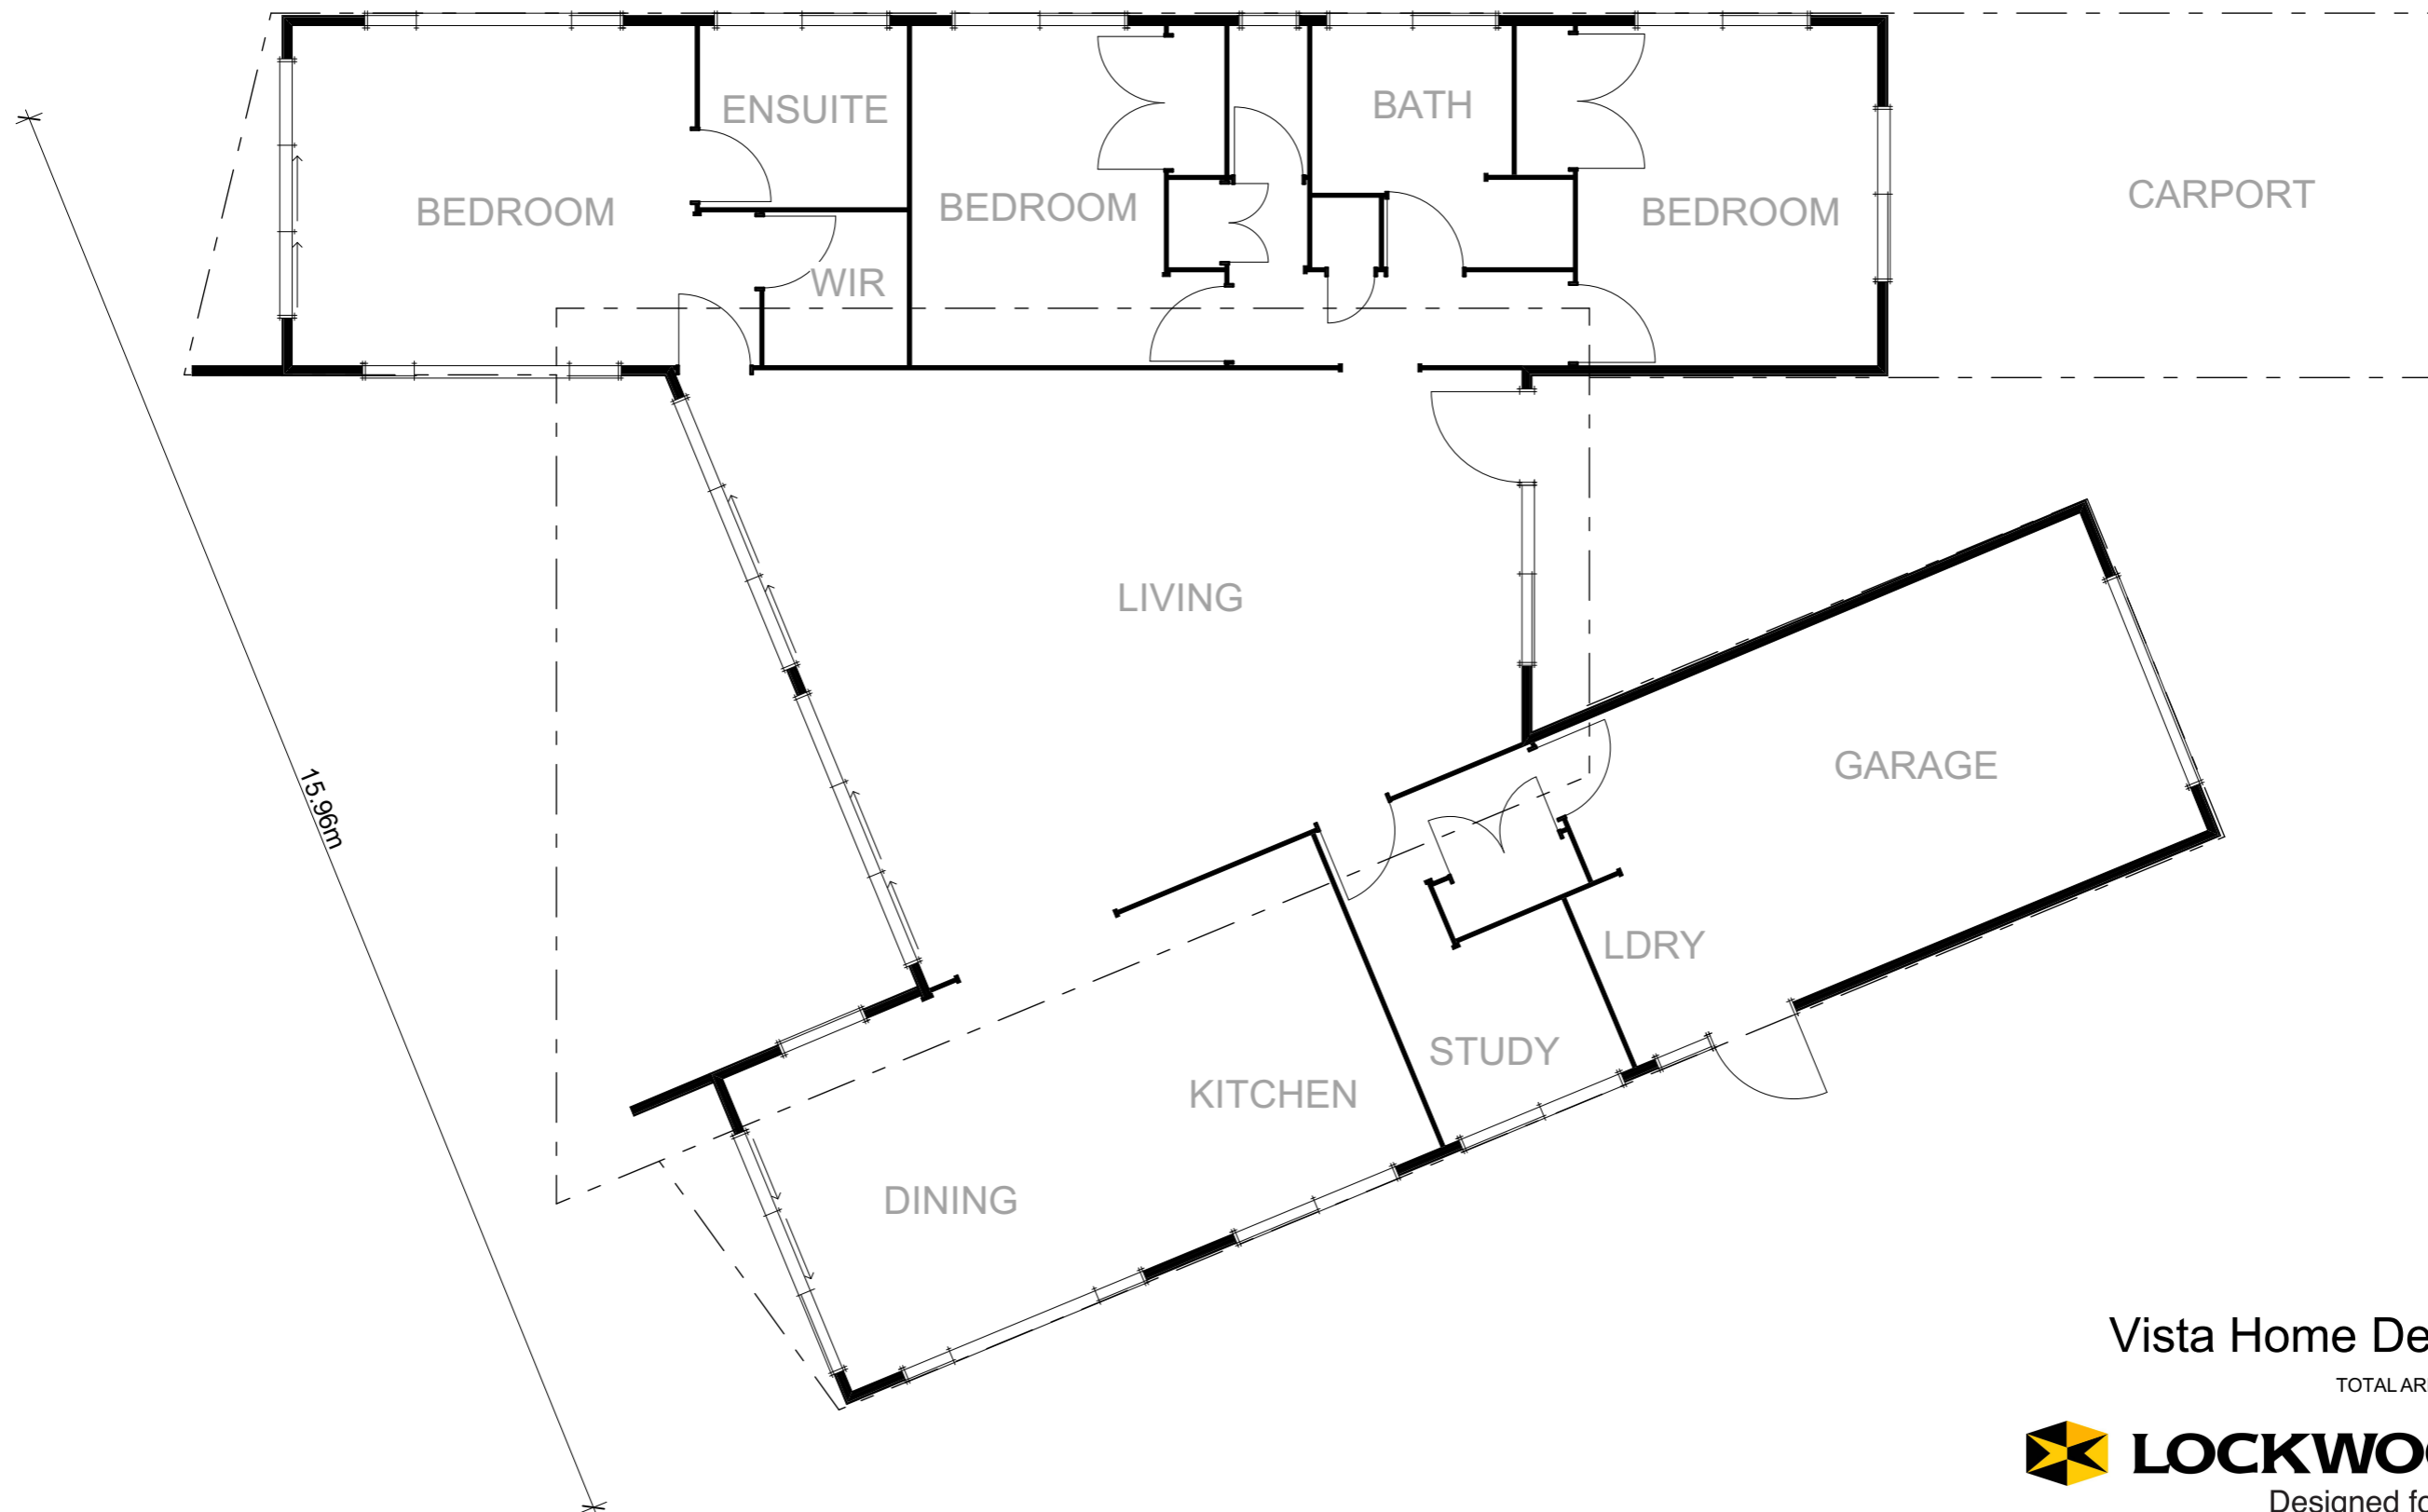 ENSUITE
BATH
BEDROOM
BEDROOM
BEDROOM
CARPORT
WIR
LIVING
GARAGE
15.96m
LDRY
STUDY
KITCHEN
DINING
Vista Home De
TOTAL AR
LOCKWOO
Designed fo